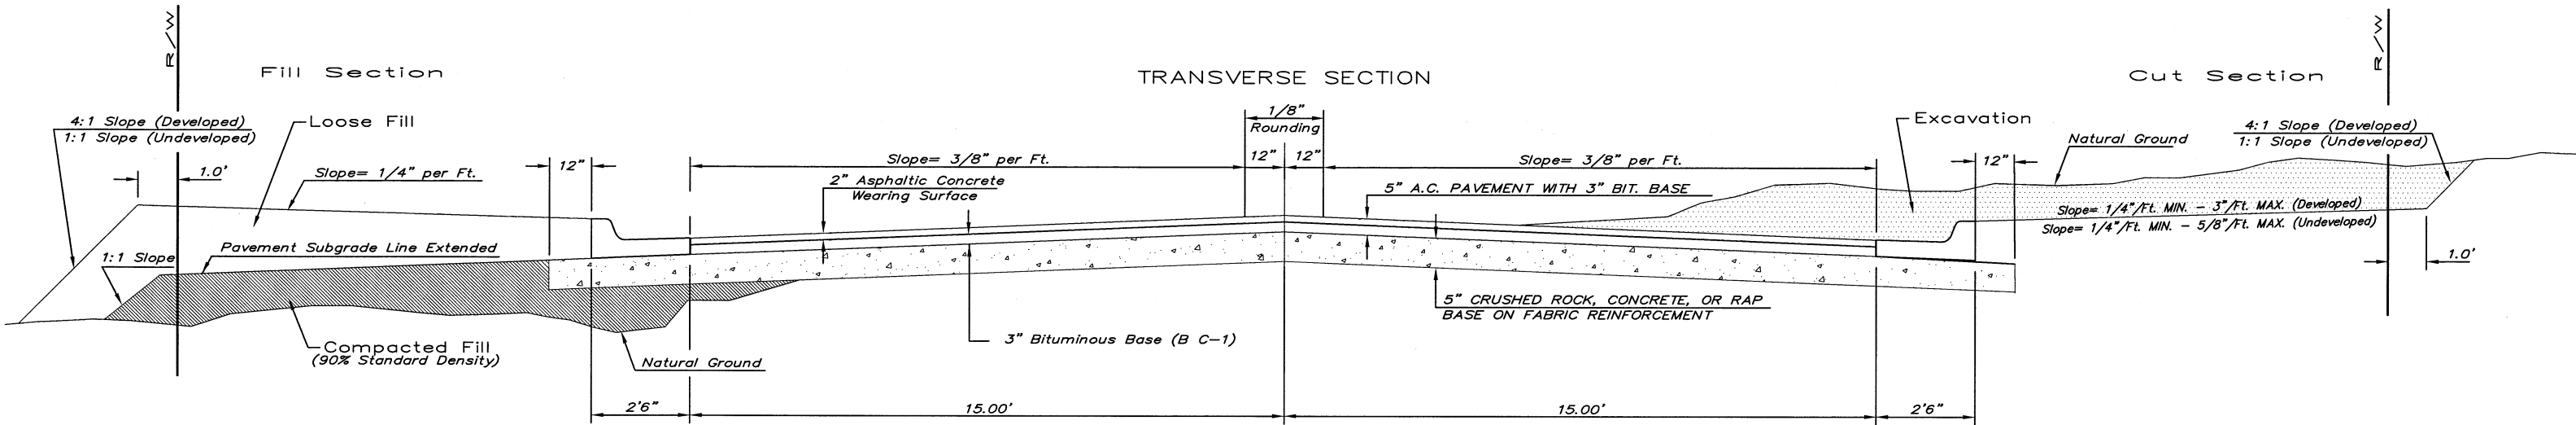 R/W
Fill Section
TRANSVERSE SECTION
Cut Section
R/W
4:1 Slope (Developed)
1:1 Slope (Undeveloped)
Loose Fill
1.0'
Slope= 1/4" per Ft.
12"
Slope= 3/8" per Ft.
1/8"
Rounding
12"
12"
Slope= 3/8" per Ft.
Excavation
Natural Ground
12"
4:1 Slope (Developed)
1:1 Slope (Undeveloped)
2" Asphaltic Concrete
Wearing Surface
5" A.C. PAVEMENT WITH 3" BIT. BASE
Slope= 1/4"/Ft. MIN. - 3"/Ft. MAX. (Developed)
Slope= 1/4"/Ft. MIN. - 5/8"/Ft. MAX. (Undeveloped)
Pavement Subgrade Line Extended
1:1 Slope
1.0'
5" CRUSHED ROCK, CONCRETE, OR RAP
BASE ON FABRIC REINFORCEMENT
3" Bituminous Base (B C-1)
Compacted Fill
(90% Standard Density)
Natural Ground
2'6"
15.00'
15.00'
2'6"